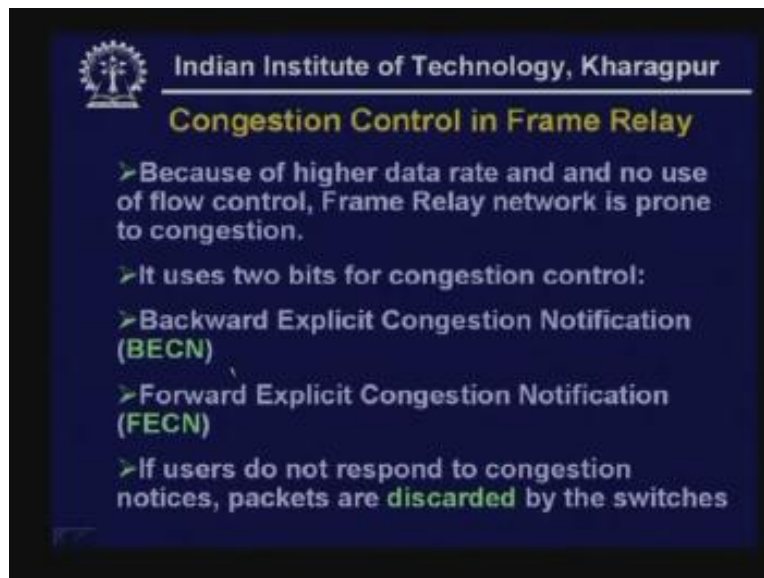 Indian Institute of Technology, Kharagpur
Congestion Control in Frame Relay
➢Because of higher data rate and and no use
of flow control, Frame Relay network is prone
to congestion.
➢It uses two bits for congestion control:
➢Backward Explicit Congestion Notification
(BECN)
➢Forward Explicit Congestion Notification
(FECN)
➢If users do not respond to congestion
notices, packets are discarded by the switches